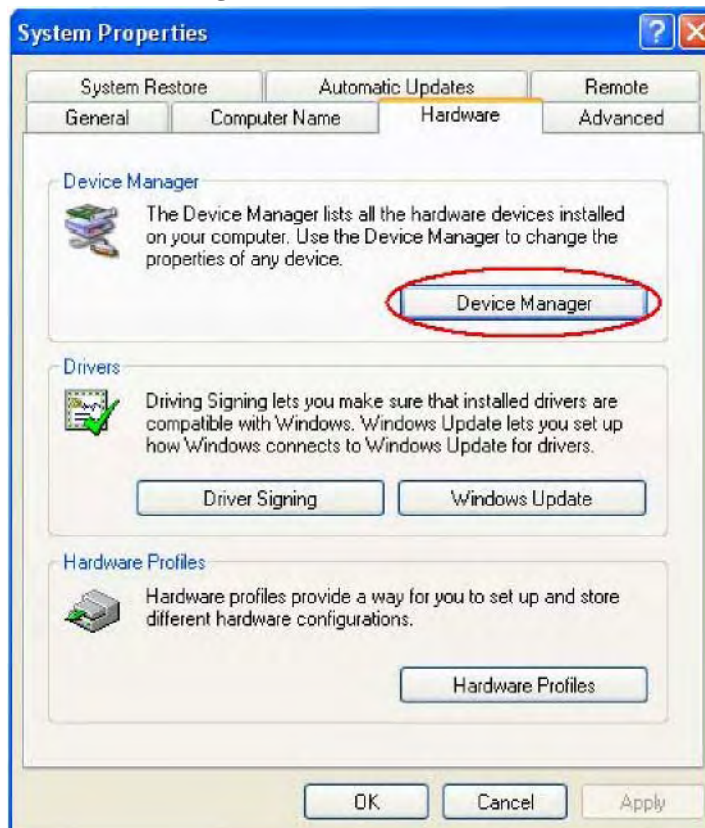 System Properties
System Restore Automatic Updates Remote
General Computer Name Hardware Advanced
Device Manager
The Device Manager lists all the hardware devices installed
on your computer. Use the Device Manager to change the
properties of any device.
Device Manager
Drivers
Driving Signing lets you make sure that installed drivers are
compatible with Windows. Windows Update lets you set up
how Windows connects to Windows Update for drivers.
Driver Signing Windows Update
Hardware Profiles
Hardware profiles provide a way for you to set up and store
different hardware configurations.
Hardware Profiles
OK Cancel Apply